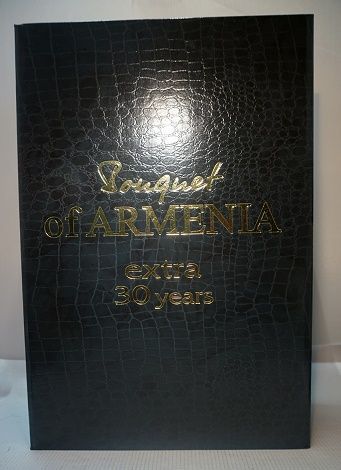 Bouquet
of ARMENIA
extra
30 years